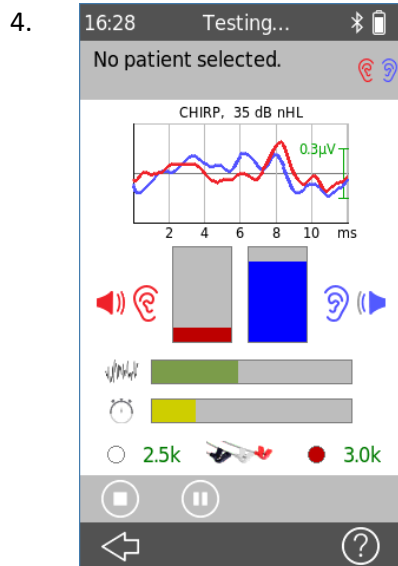 4.
16:28 Testing...
No patient selected.
CHIRP, 35 dB nHL
0.3µV
2 4 6 8 10 ms
2.5k 3.0k
?